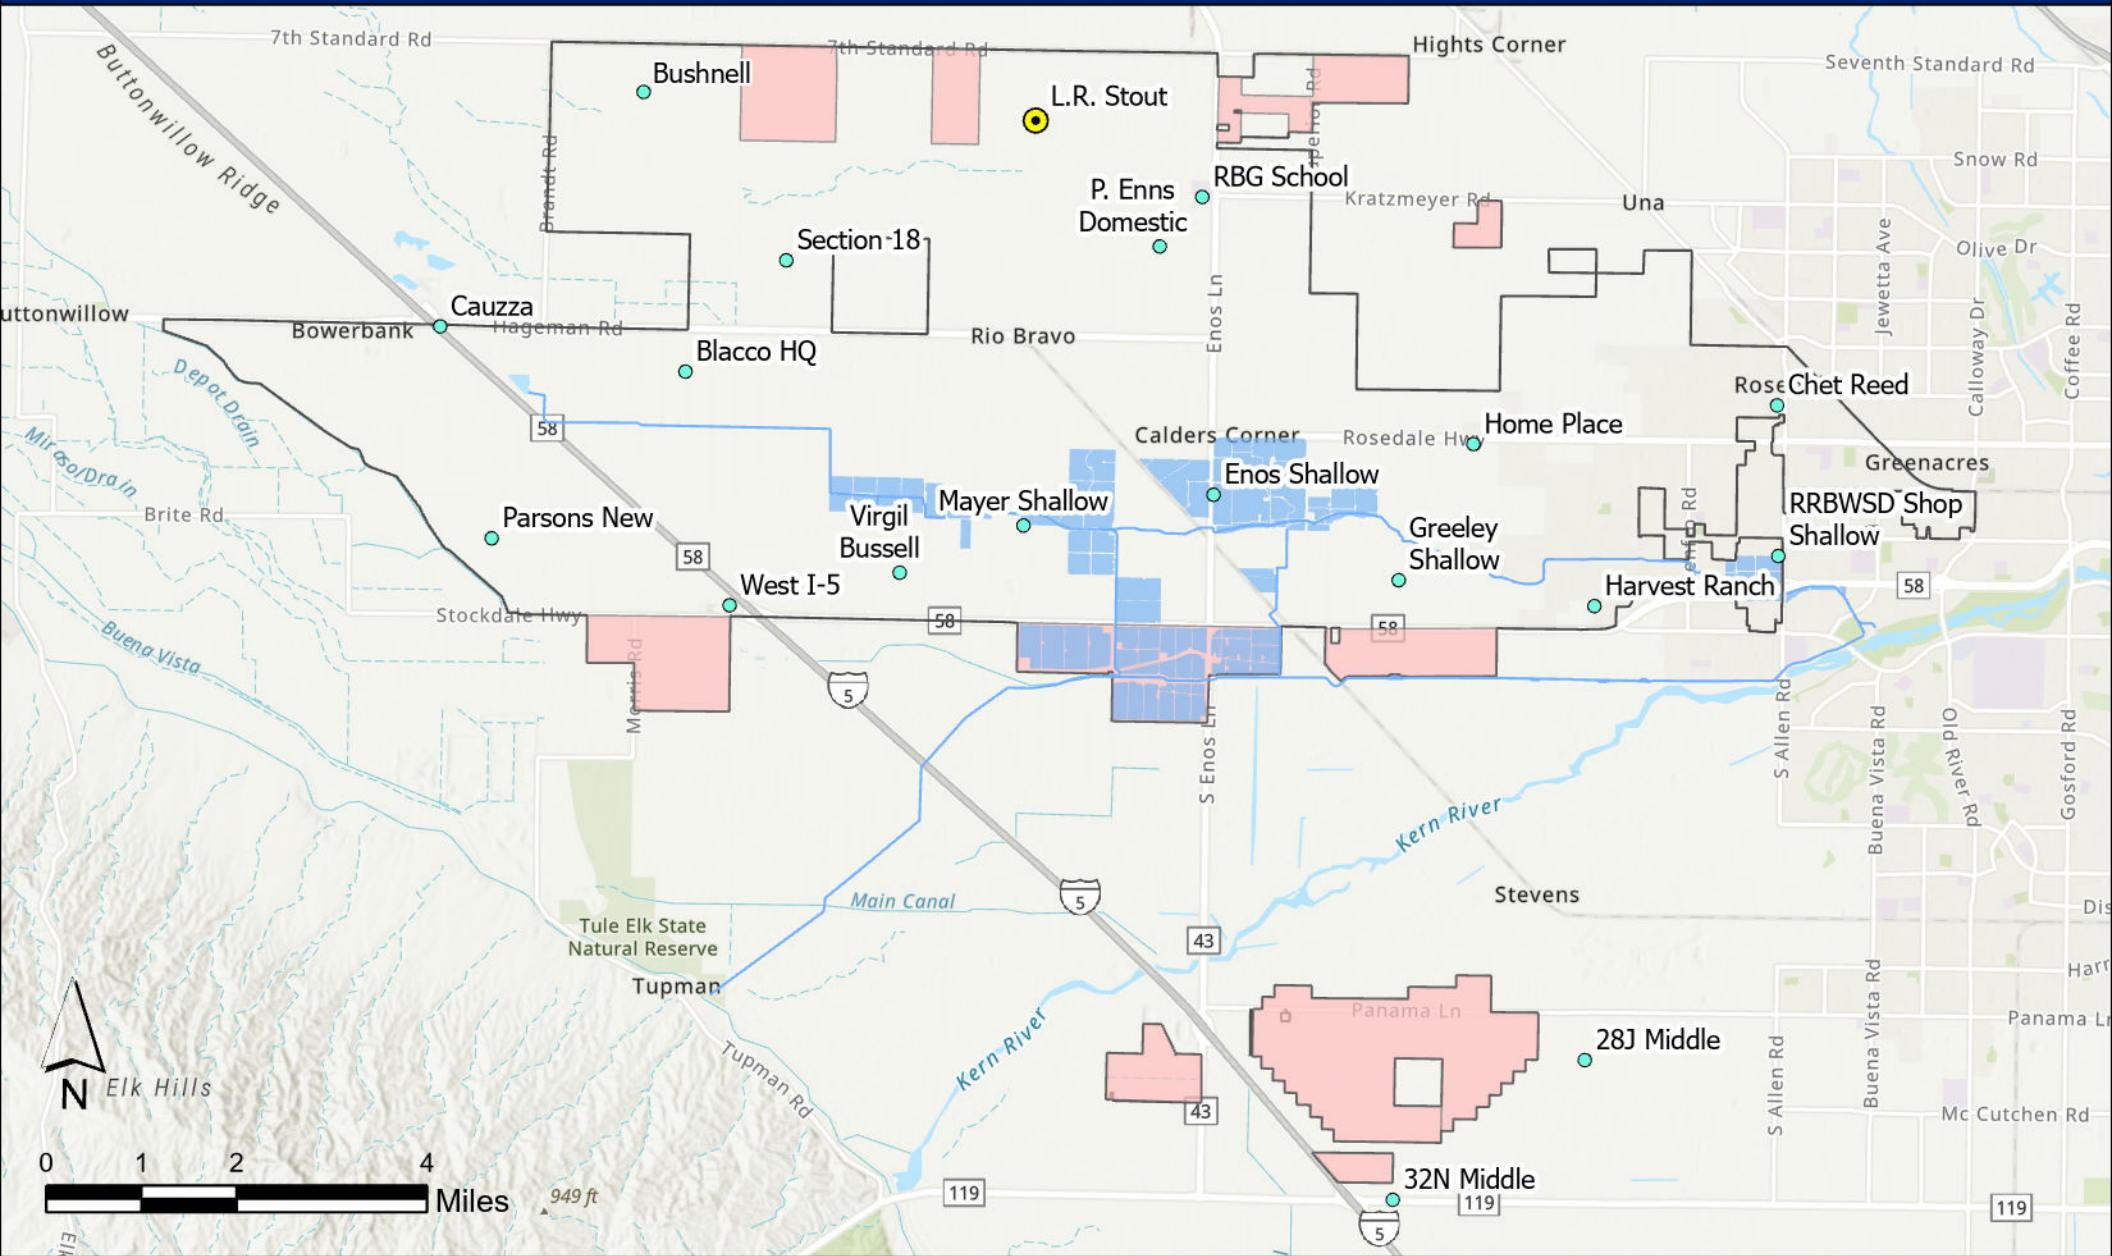 7th Standard Rd
7th Standard Rd
Hights Corner
Seventh Standard Rd
Buttonwillow Ridge
Bushnell
L.R. Stout
Snow Rd
Brandt Rd
RBG School
Kratzmeyer Rd
Una
P. Enns
Domestic
Section 18
Olive Dr
Jewetta Ave
Calloway Dr
Coffee Rd
Enos Ln
Cauzza
uttonwillow
Bowerbank
Hageman Rd
Rio Bravo
Blacco HQ
Depot Drain
Rose
Chet Reed
58
Calders Corner
Rosedale Hwy
Home Place
Greenacres
Enos Shallow
Brite Rd
Parsons New
Mayer Shallow
Virgil
Bussell
Greeley
Shallow
RRBWSD Shop
Shallow
58
West I-5
Harvest Ranch
58
Stockdale Hwy
58
58
Buena Vista
Morris Rd
5
S Enos Ln
S Allen Rd
Buena Vista Rd
Old River Rd
Gosford Rd
Kern River
Stevens
5
Main Canal
Dis
Tule Elk State
Natural Reserve
43
Harr
Tupman
Panama Ln
Panama Ln
Kern River
28J Middle
Tupman Rd
S Allen Rd
Buena Vista Rd
N
Elk Hills
43
Mc Cutchen Rd
0 1 2 4
Miles
949 ft
119
32N Middle
119
119
5